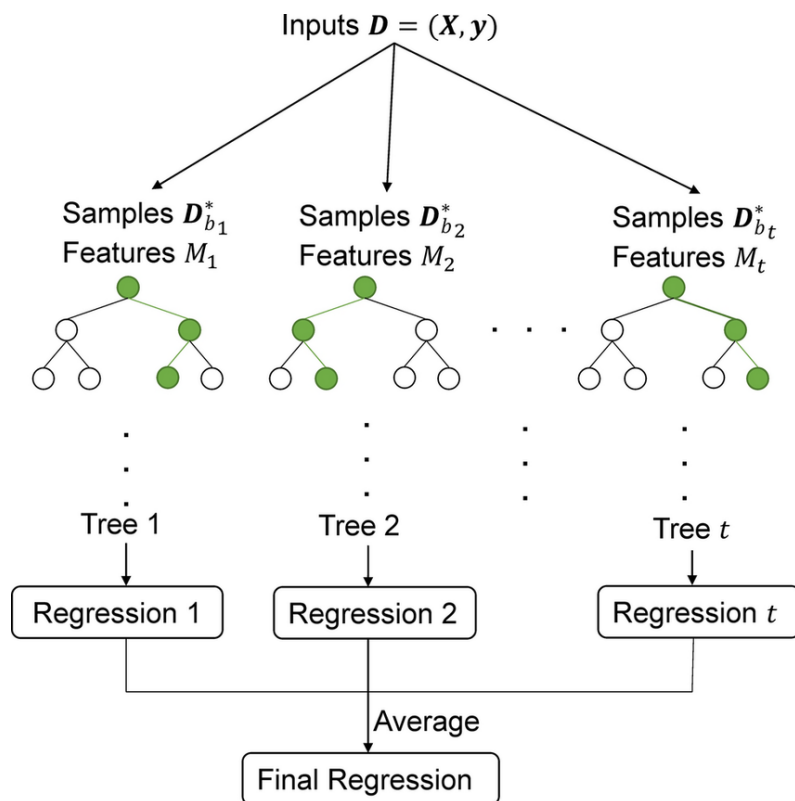 Inputs D = (X, y)
Samples D*b1
Features M1
Samples D*b2
Features M2
Samples D*bt
Features Mt
Tree 1
Tree 2
Tree t
Regression 1
Regression 2
Regression t
Average
Final Regression